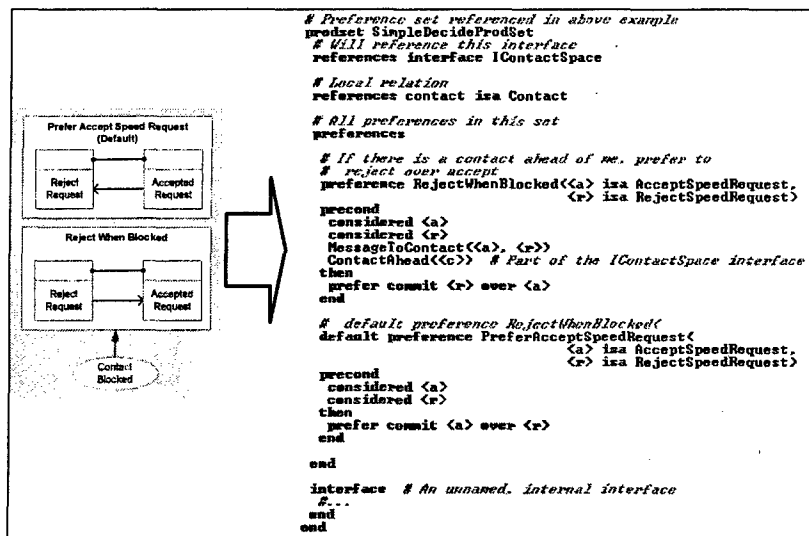 Prefer Accept Speed Request
(Default)
Reject
Request
Accepted
Request
Reject When Blocked
Reject
Request
Accepted
Request
Contact
Blocked
# Preference set referenced in above example
prodset SimpleDecideProdSet
# Will reference this interface
references interface IContactSpace
# Local relation
references contact isa Contact
# All preferences in this set
preferences
# If there is a contact ahead of me, prefer to
# reject over accept
preference RejectWhenBlocked(<a> isa AcceptSpeedRequest,
<r> isa RejectSpeedRequest>
precond
considered <a>
considered <r>
MessageToContact(<a>, <r>)
ContactAhead(<c>) # Part of the IContactSpace interface
then
prefer commit <r> over <a>
end
# default preference RejectWhenBlocked(
default preference PreferAcceptSpeedRequest(
<a> isa AcceptSpeedRequest,
<r> isa RejectSpeedRequest>
precond
considered <a>
considered <r>
then
prefer commit <a> over <r>
end
end
interface # An unnamed, internal interface
#...
end
end